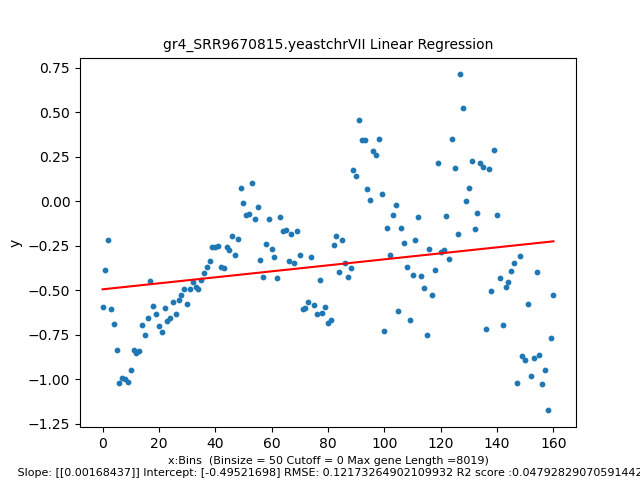 gr4_SRR9670815.yeastchrVII Linear Regression
y
0.75
0.50
0.25
0.00
−0.25
−0.50
−0.75
−1.00
−1.25
0 20 40 60 80 100 120 140 160
x:Bins (Binsize = 50 Cutoff = 0 Max gene Length =8019)
Slope: [[0.00168437]] Intercept: [-0.49521698] RMSE: 0.12173264902109932 R2 score :0.04792829070591442